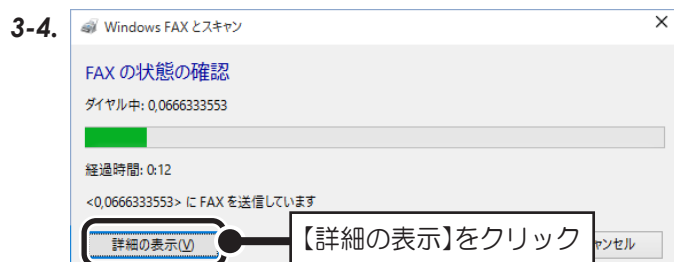 3-4.
Windows FAX とスキャン
FAX の状態の確認
ダイヤル中: 0,0666333553
経過時間: 0:12
<0,0666333553> に FAX を送信しています
詳細の表示(V)
【詳細の表示】をクリック
ャンセル